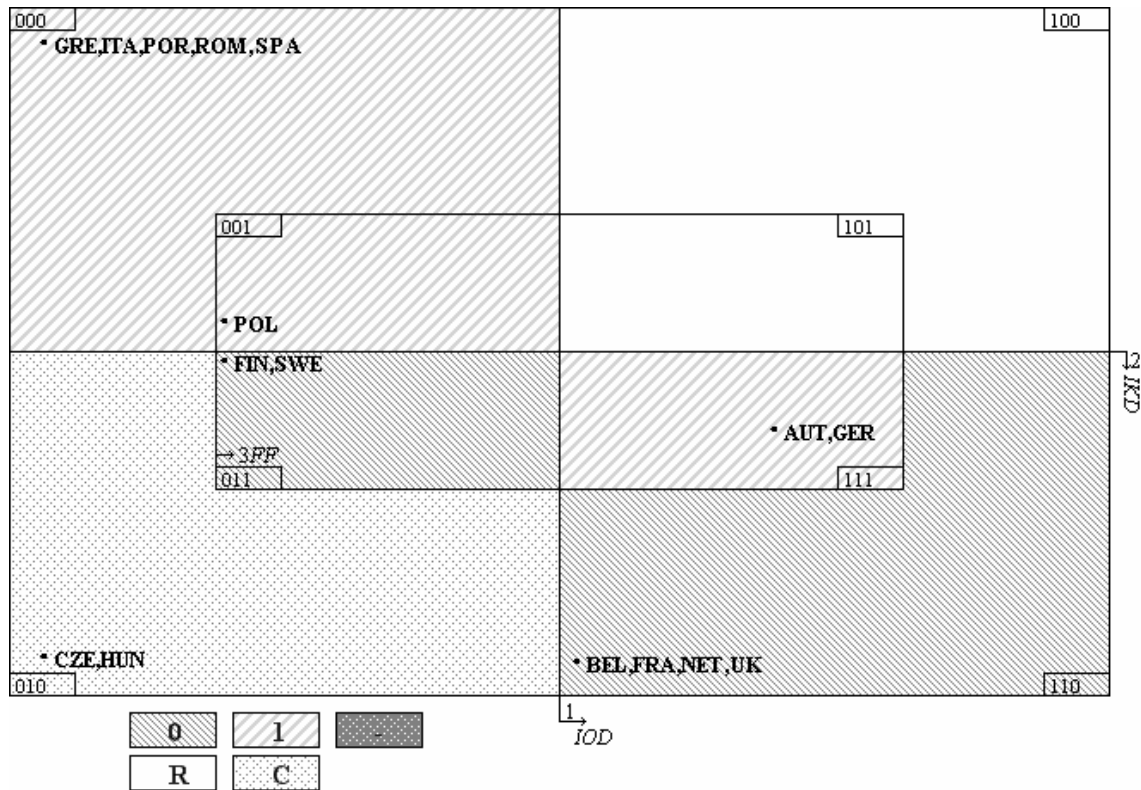 000
100
GRE,ITA,POR,ROM,SPA
001
101
POL
FIN,SWE
2
IKD
AUT,GER
3FF
011
111
CZE,HUN
BEL,FRA,NET,UK
010
110
0
1
-
1
IOD
R
C